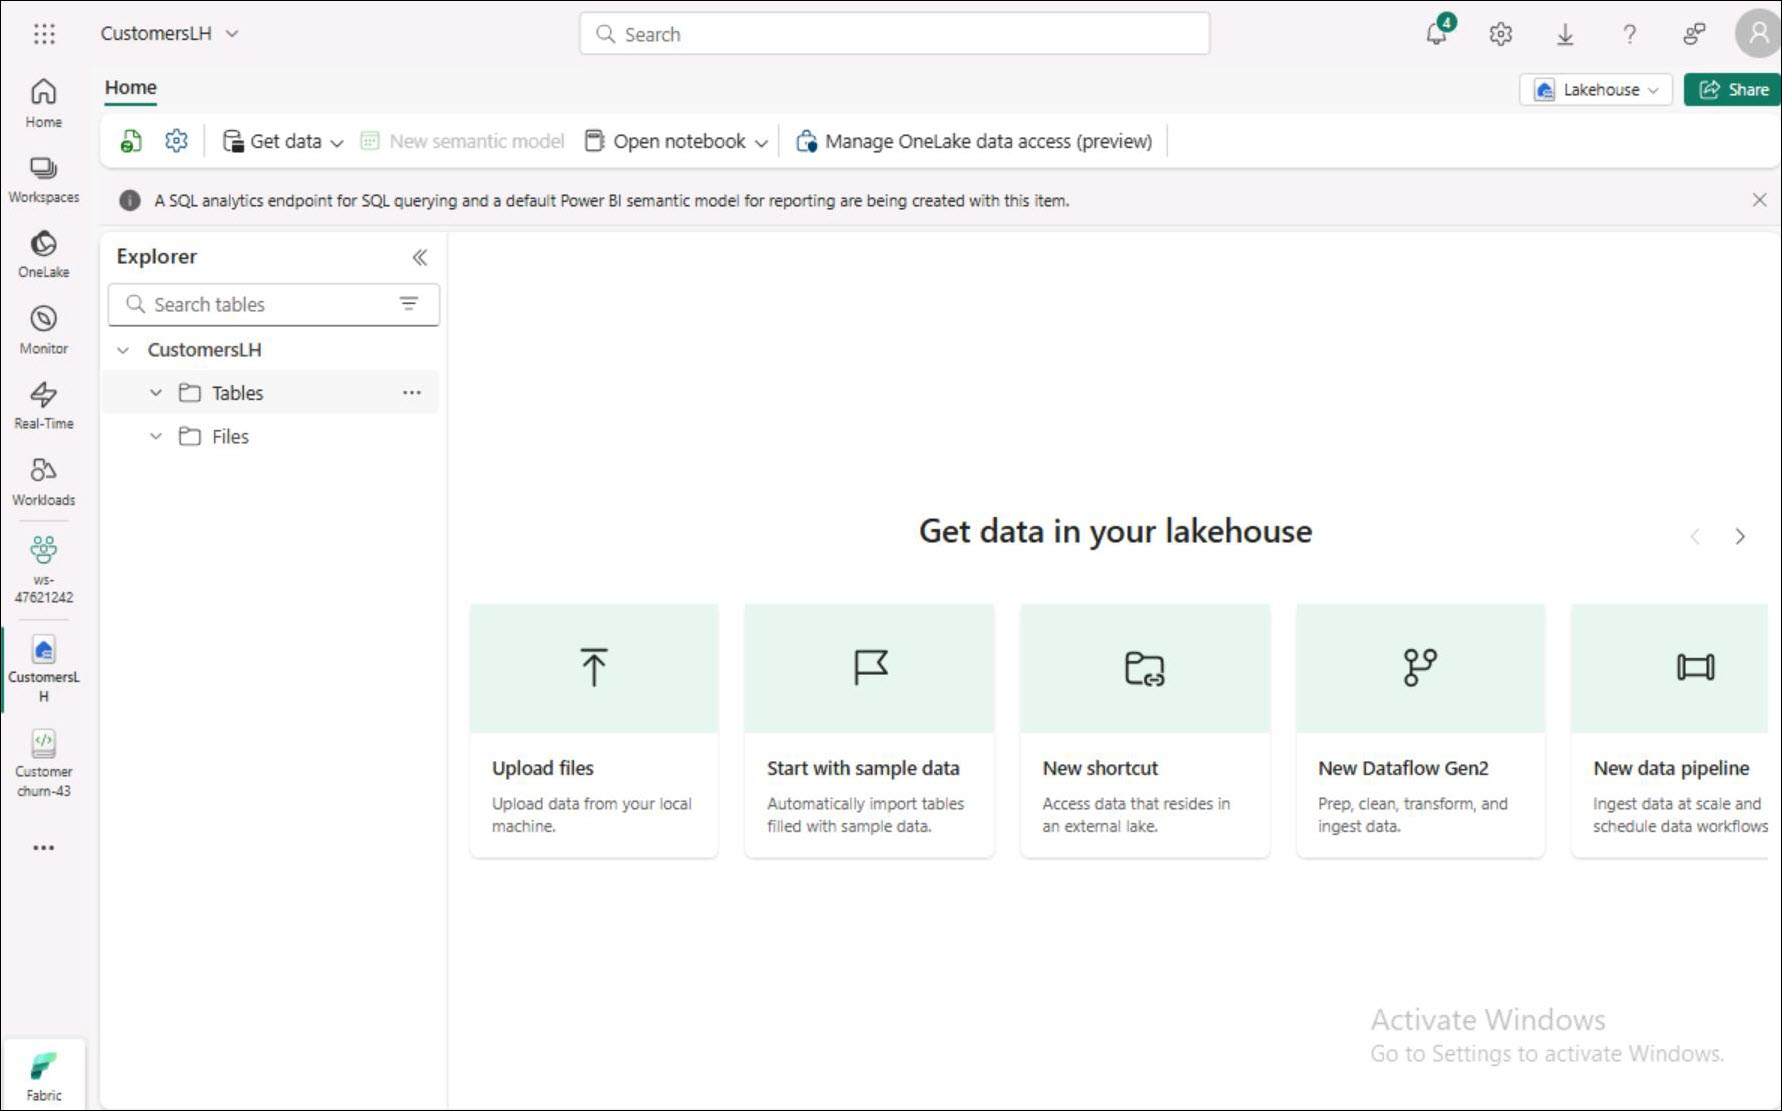 CustomersLH
Search
4
Home
Lakehouse
Share
Get data
New semantic model
Open notebook
Manage OneLake data access (preview)
A SQL analytics endpoint for SQL querying and a default Power BI semantic model for reporting are being created with this item.
Home
Workspaces
OneLake
Monitor
Real-Time
Workloads
ws-
47621242
CustomersL
H
Customer
churn-43
Fabric
Explorer
Search tables
CustomersLH
Tables
Files
Get data in your lakehouse
Upload files
Upload data from your local
machine.
Start with sample data
Automatically import tables
filled with sample data.
New shortcut
Access data that resides in
an external lake.
New Dataflow Gen2
Prep, clean, transform, and
ingest data.
New data pipeline
Ingest data at scale and
schedule data workflows
Activate Windows
Go to Settings to activate Windows.